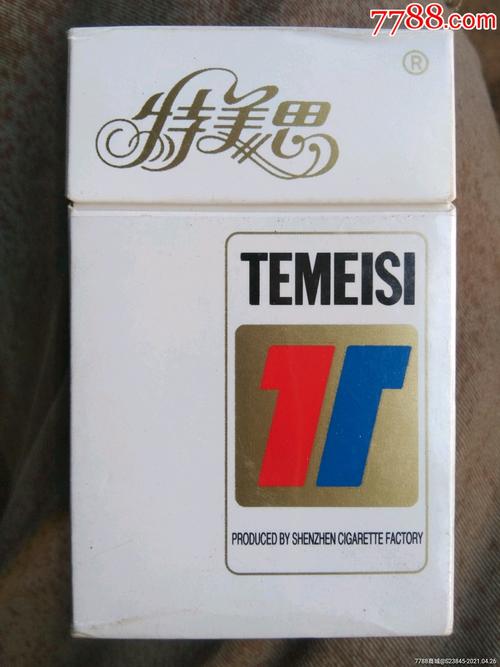 7788.com
®
特美思
TEMEISI
PRODUCED BY SHENZHEN CIGARETTE FACTORY
7788商城@S23845-2021.04.26